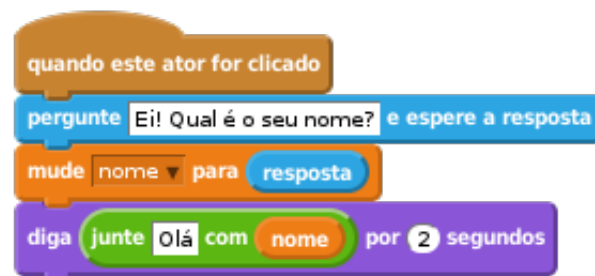 quando este ator for clicado
pergunte Ei! Qual é o seu nome? e espere a resposta
mude nome para resposta
diga junte Olá com nome por 2 segundos